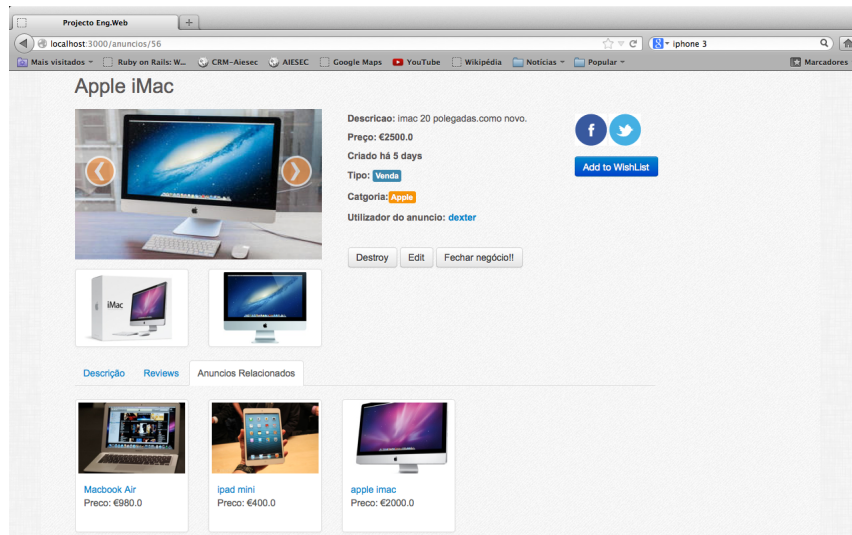 Projecto Eng.Web
localhost:3000/anuncios/56
iphone 3
Mais visitados
Ruby on Rails: W...
CRM-Aiesec
AIESEC
Google Maps
YouTube
Wikipédia
Notícias
Popular
Marcadores
Apple iMac
Descricao: imac 20 polegadas.como novo.
Preço: €2500.0
Criado há 5 days
Tipo: Venda
Catgoria: Apple
Utilizador do anuncio: dexter
Add to WishList
Destroy
Edit
Fechar negócio!!
iMac
Descrição
Reviews
Anuncios Relacionados
Macbook Air
Preco: €980.0
ipad mini
Preco: €400.0
apple imac
Preco: €2000.0